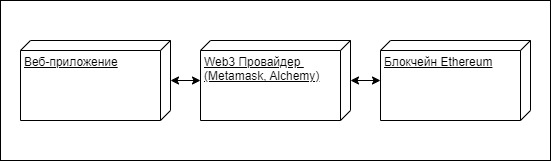 Веб-приложение
Web3 Провайдер
(Metamask, Alchemy)
Блокчейн Ethereum